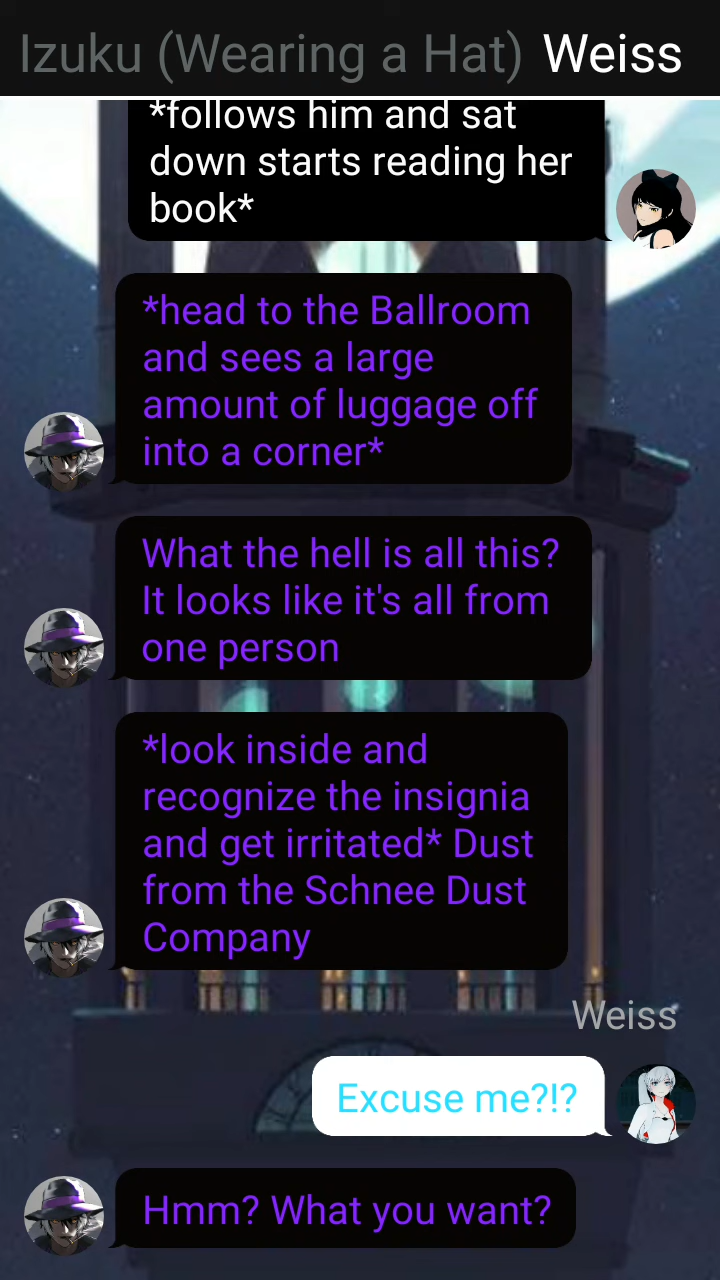 Izuku (Wearing a Hat) Weiss
*follows him and sat
down starts reading her
book*
*head to the Ballroom
and sees a large
amount of luggage off
into a corner*
What the hell is all this?
It looks like it's all from
one person
*look inside and
recognize the insignia
and get irritated* Dust
from the Schnee Dust
Company
Weiss
Excuse me?!?
Hmm? What you want?